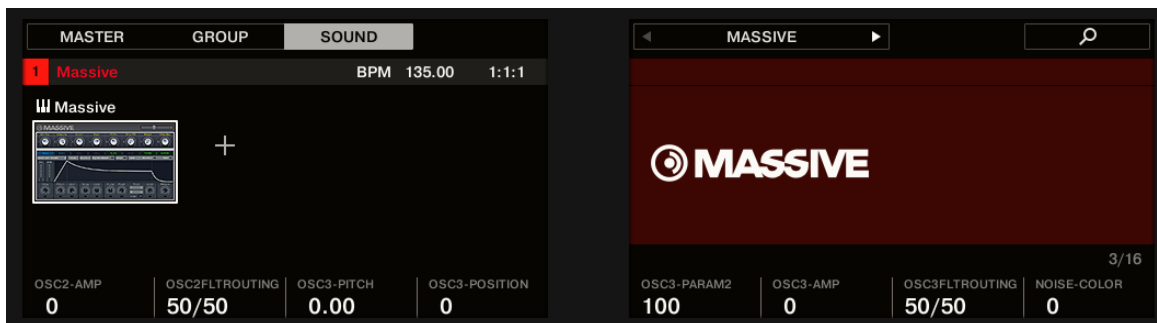 MASTER GROUP SOUND
1 Massive BPM 135.00 1:1:1
Massive
MASSIVE
OSC2-AMP OSC2FLTROUTING OSC3-PITCH OSC3-POSITION
0 50/50 0.00 0
MASSIVE
MASSIVE
3/16
OSC3-PARAM2 OSC3-AMP OSC3FLTROUTING NOISE-COLOR
100 0 50/50 0